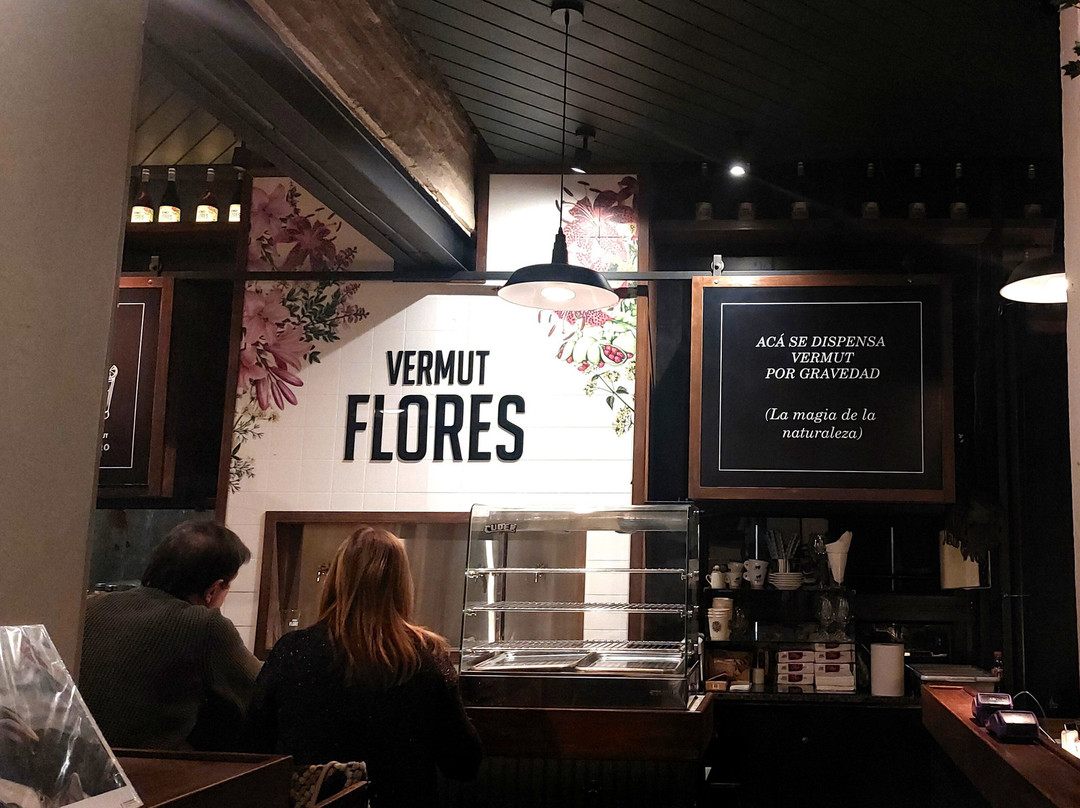 VERMUT
FLORES
ACÁ SE DISPENSA
VERMUT
POR GRAVEDAD
(La magia de la
naturaleza)